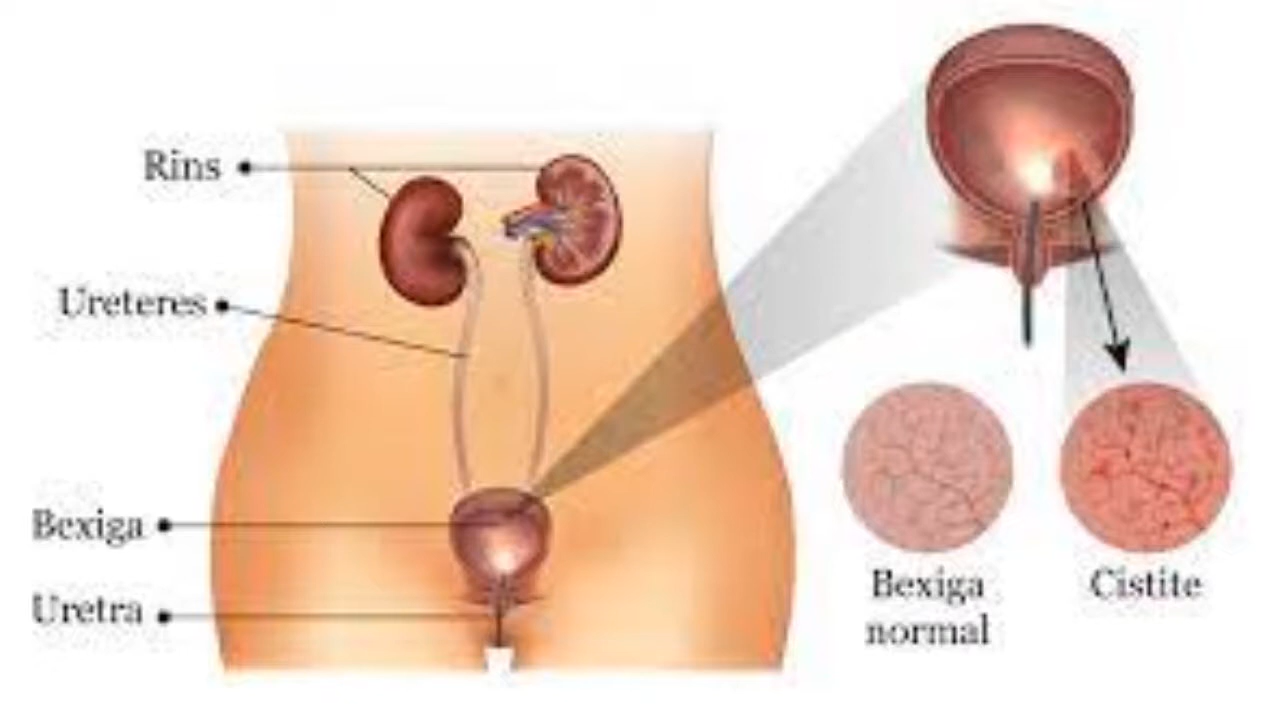 Rins
Ureteres
Bexiga
Uretra
Bexiga
normal
Cistite